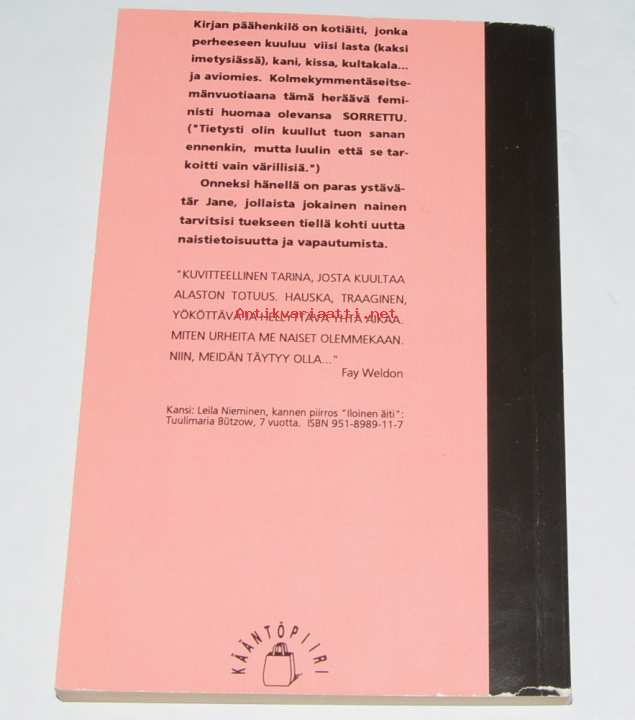 Kirjan päähenkilö on kotiäiti, jonka
perheeseen kuuluu viisi lasta (kaksi
imetysiässä), kani, kissa, kultakala...
ja aviomies. Kolmekymmentäseitse-
mänvuotiaana tämä heräävä femi-
nisti huomaa olevansa SORRETTU.
("Tietysti olin kuullut tuon sanan
ennenkin, mutta luulin että se tar-
koitti vain värillisiä.")
Onneksi hänellä on paras ystävä-
tär Jane, jollaista jokainen nainen
tarvitsisi tuekseen tiellä kohti uutta
naistietoisuutta ja vapautumista.
"KUVITTEELLINEN TARINA, JOSTA KUULTAA
ALASTON TOTUUS. HAUSKA, TRAAGINEN,
YÖKÖTTÄVÄ JA HELLYTTÄVÄ YHTÄ AIKAA.
Antikvariaatti.net
MITEN URHEITA ME NAISET OLEMMEKAAN.
NIIN, MEIDÄN TÄYTYY OLLA..."
Fay Weldon
Kansi: Leila Nieminen, kannen piirros "Iloinen äiti":
Tuulimaria Bützow, 7 vuotta. ISBN 951-8989-11-7
KÄÄNTÖPIIRI